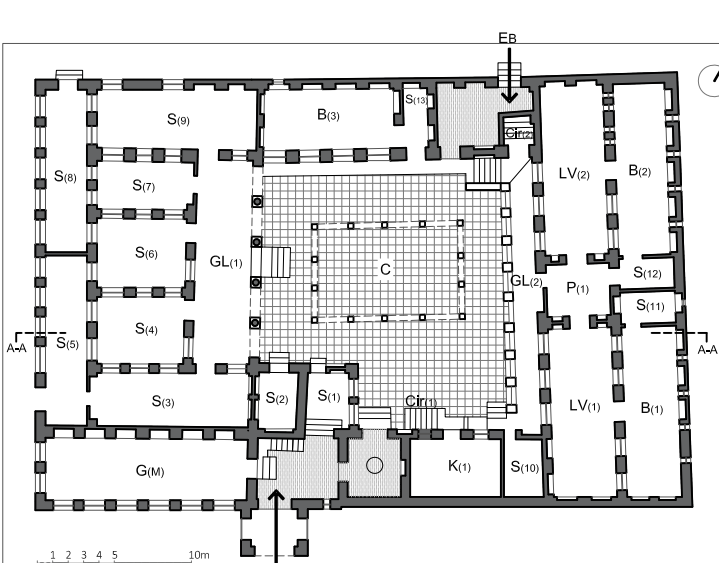 EB
S(9)
B(3)
S(13)
Cir(2)
S(8)
S(7)
LV(2)
B(2)
S(6)
GL(1)
C
GL(2)
P(1)
S(12)
S(11)
S(4)
S(5)
A-A
A-A
S(3)
S(2)
S(1)
Cir(1)
LV(1)
B(1)
G(M)
K(1)
S(10)
1 2 3 4 5 10m